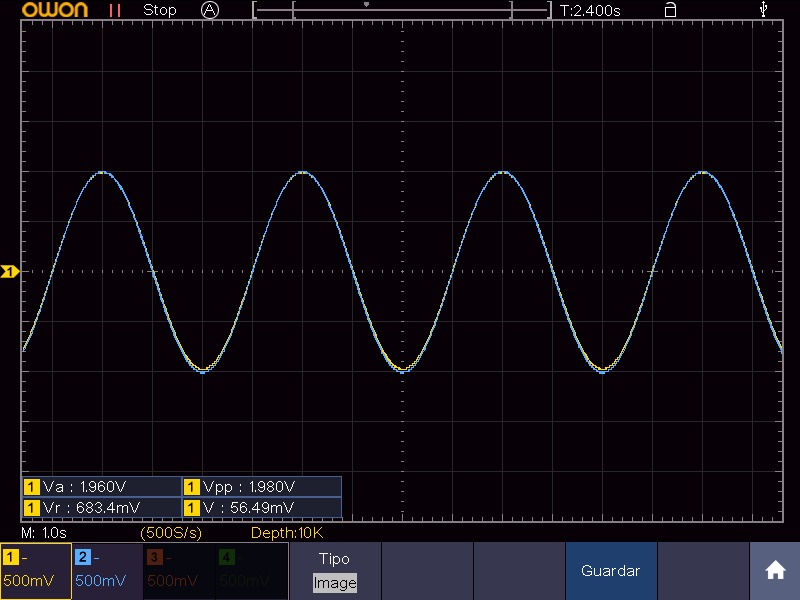 OWON Stop A T:2.400s
1
1 Va : 1.960V 1 Vpp : 1.980V
1 Vr : 683.4mV 1 V : 56.49mV
M: 1.0s (500S/s) Depth:10K
1 - 2 - 3 - 4 -
500mV 500mV 500mV 500mV
Tipo
Image
Guardar